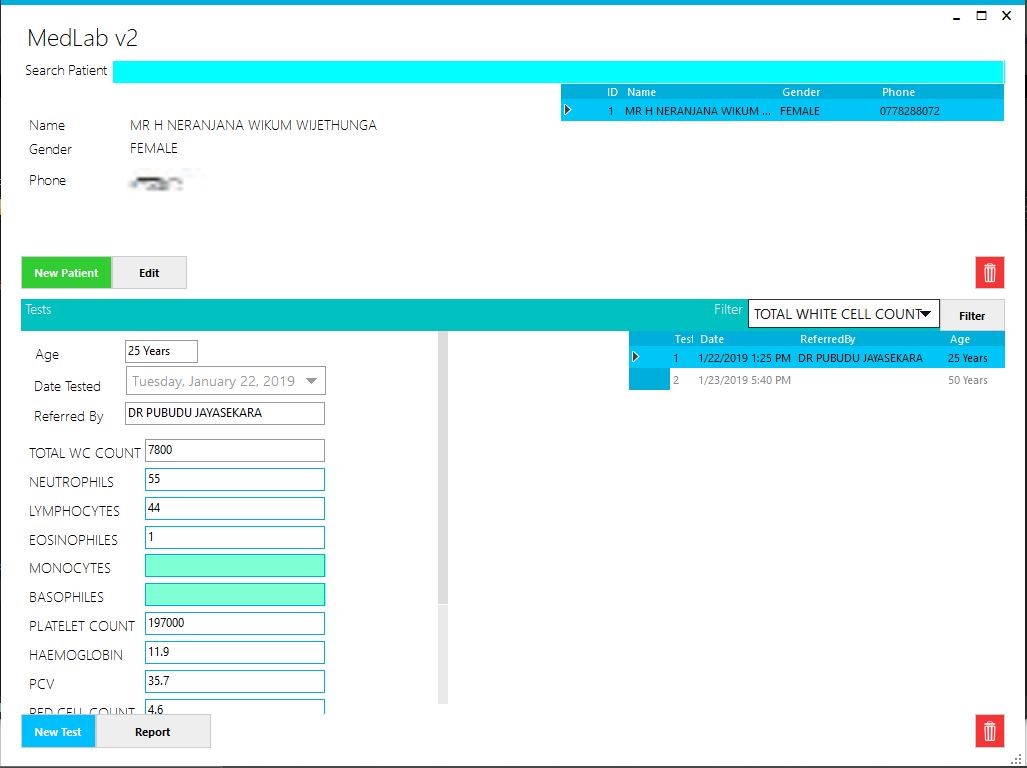 MedLab v2
Search Patient
ID Name Gender Phone
1 MR H NERANJANA WIKUM ... FEMALE 0778288072
Name MR H NERANJANA WIKUM WIJETHUNGA
Gender FEMALE
Phone
New Patient Edit
Tests Filter TOTAL WHITE CELL COUNT Filter
Test Date ReferredBy Age
1 1/22/2019 1:25 PM DR PUBUDU JAYASEKARA 25 Years
2 1/23/2019 5:40 PM 50 Years
Age 25 Years
Date Tested Tuesday, January 22, 2019
Referred By DR PUBUDU JAYASEKARA
TOTAL WC COUNT 7800
NEUTROPHILS 55
LYMPHOCYTES 44
EOSINOPHILES 1
MONOCYTES
BASOPHILES
PLATELET COUNT 197000
HAEMOGLOBIN 11.9
PCV 35.7
RED CELL COUNT 4.6
New Test Report